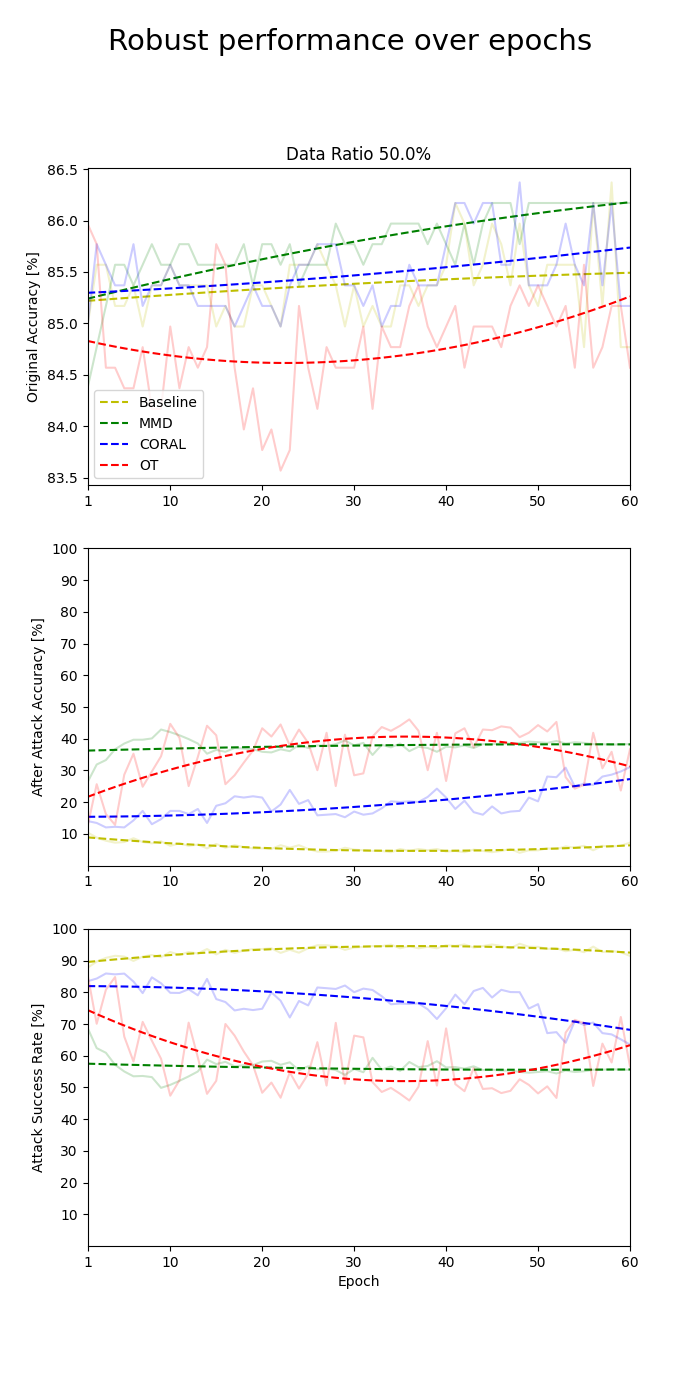 Robust performance over epochs
Data Ratio 50.0%
Original Accuracy [%]
86.5
86.0
85.5
85.0
84.5
84.0
83.5
Baseline
MMD
CORAL
OT
1 10 20 30 40 50 60
After Attack Accuracy [%]
100
90
80
70
60
50
40
30
20
10
1 10 20 30 40 50 60
Attack Success Rate [%]
100
90
80
70
60
50
40
30
20
10
1 10 20 30 40 50 60
Epoch